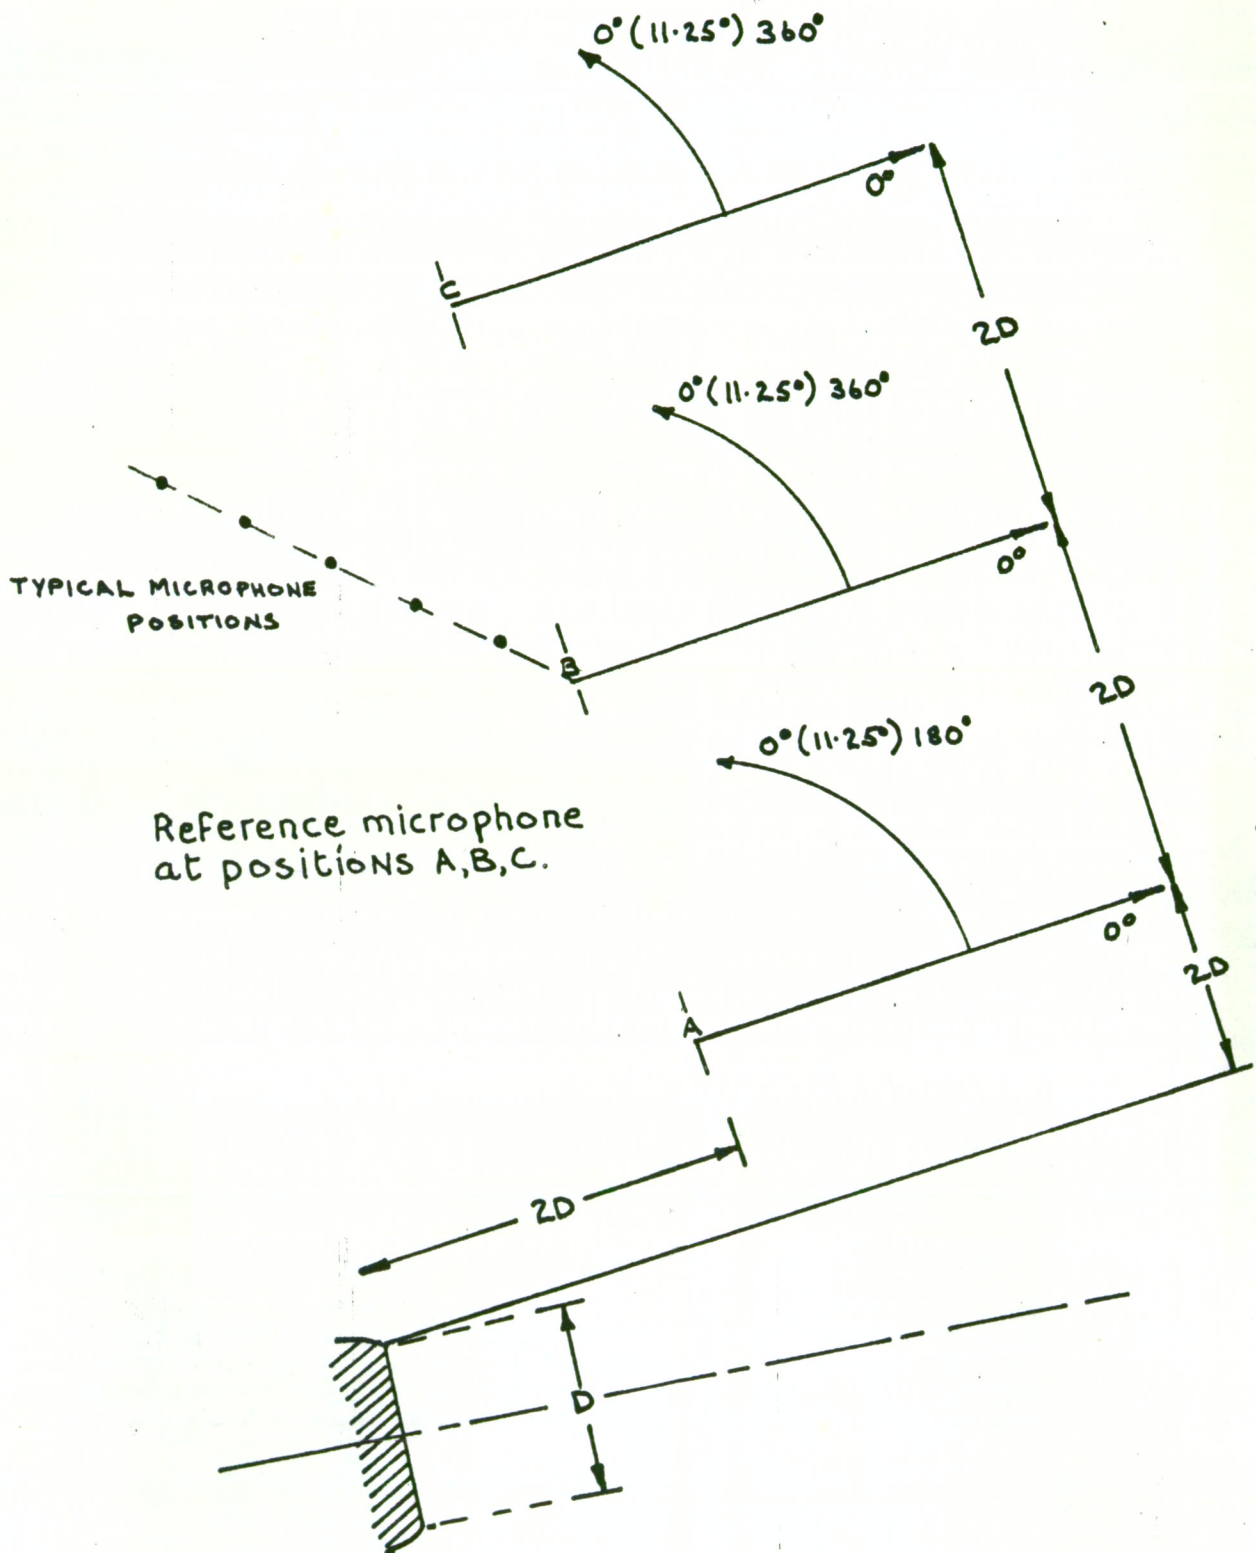 0°(11·25°) 360°
0°
C
2D
0°(11·25°) 360°
0°
TYPICAL MICROPHONE
POSITIONS
B
2D
0°(11·25°) 180°
Reference microphone
at positions A,B,C.
0°
2D
A
2D
D